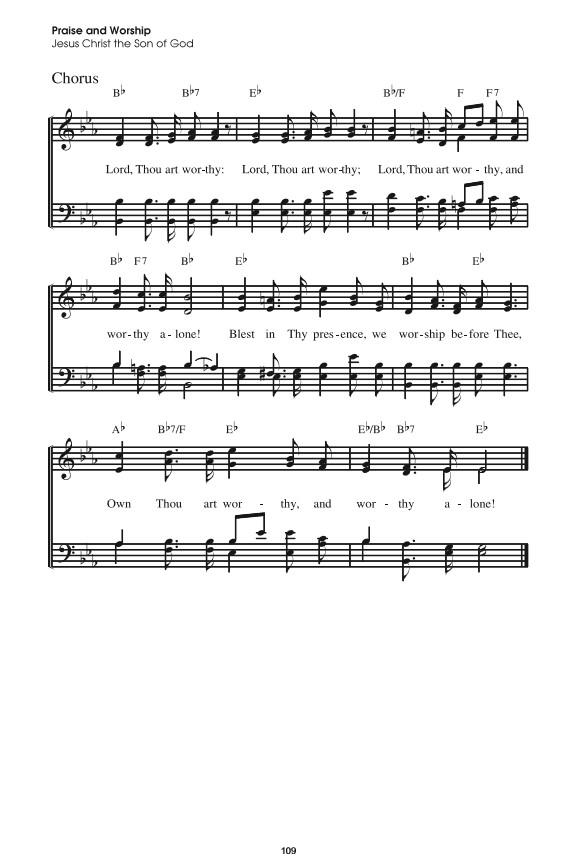 Praise and Worship
Jesus Christ the Son of God
Chorus
B♭ B♭7 E♭ B♭/F F F7
Lord, Thou art wor-thy: Lord, Thou art wor-thy; Lord, Thou art wor - thy, and
B♭ F7 B♭ E♭ B♭ E♭
wor-thy a-lone! Blest in Thy pres-ence, we wor-ship be-fore Thee,
A♭ B♭7/F E♭ E♭/B♭ B♭7 E♭
Own Thou art wor - thy, and wor - thy a - lone!
109